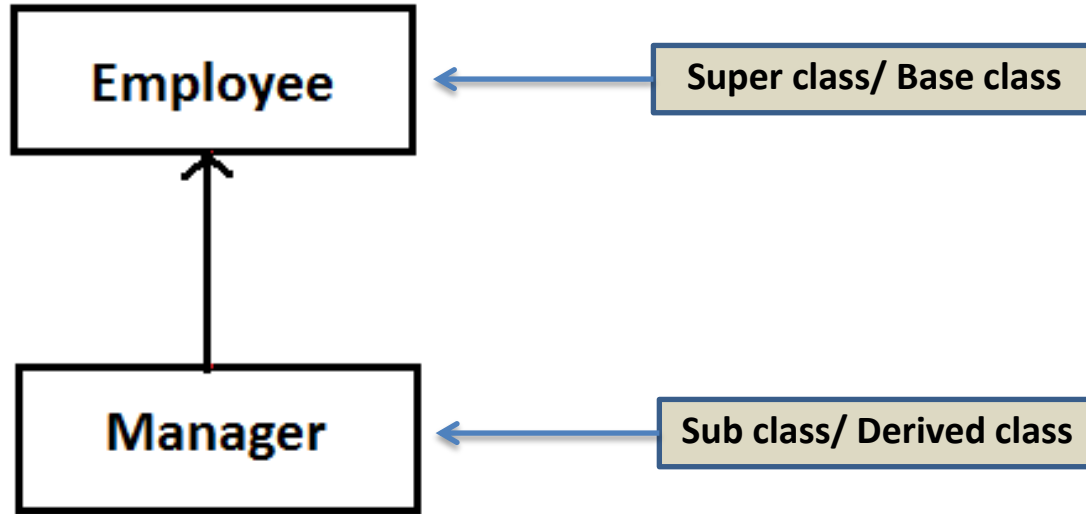 Employee
Super class/ Base class
Manager
Sub class/ Derived class